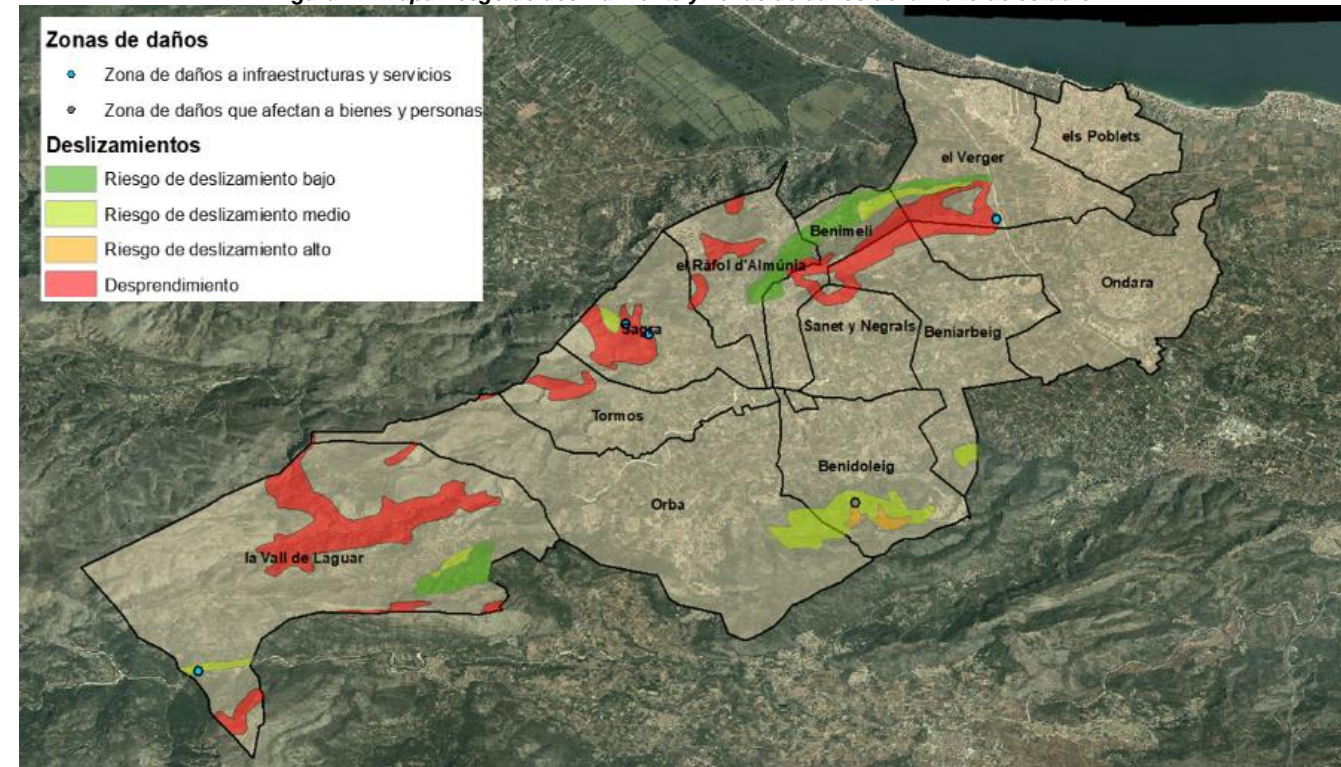 Zonas de daños
Zona de daños a infraestructuras y servicios
Zona de daños que afectan a bienes y personas
Deslizamientos
Riesgo de deslizamiento bajo
Riesgo de deslizamiento medio
Riesgo de deslizamiento alto
Desprendimiento
els Poblets
el Verger
Benimeli
el Ràfol d'Almúnia
Ondara
Sagra
Sanet y Negrals
Beniarbeig
Tormos
Benidoleig
Orba
la Vall de Laguar